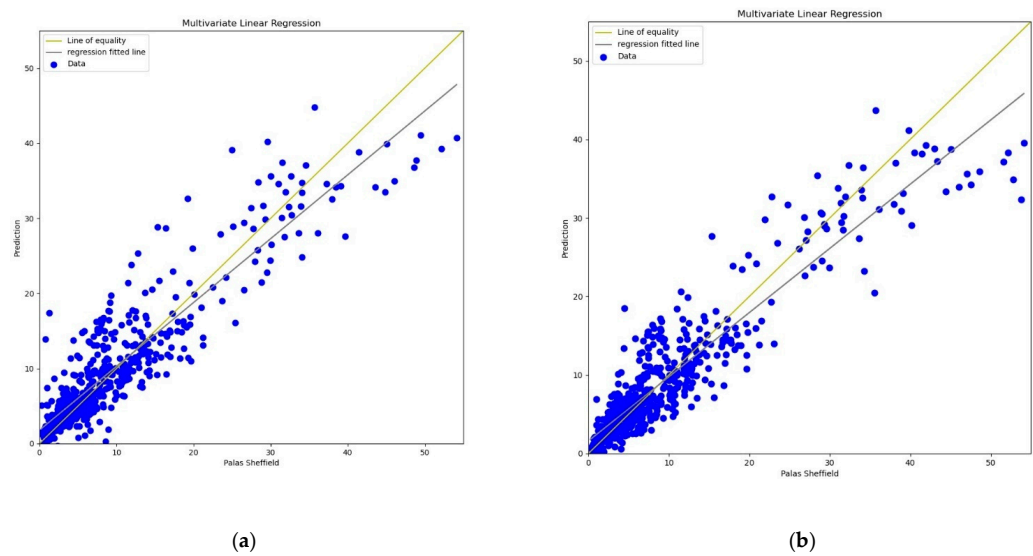 Multivariate Linear Regression
Line of equality
regression fitted line
Data
Prediction
50
40
30
20
10
0
0 10 20 30 40 50
Palas Sheffield
(a)
Multivariate Linear Regression
Line of equality
regression fitted line
Data
Prediction
50
40
30
20
10
0
0 10 20 30 40 50
Palas Sheffield
(b)